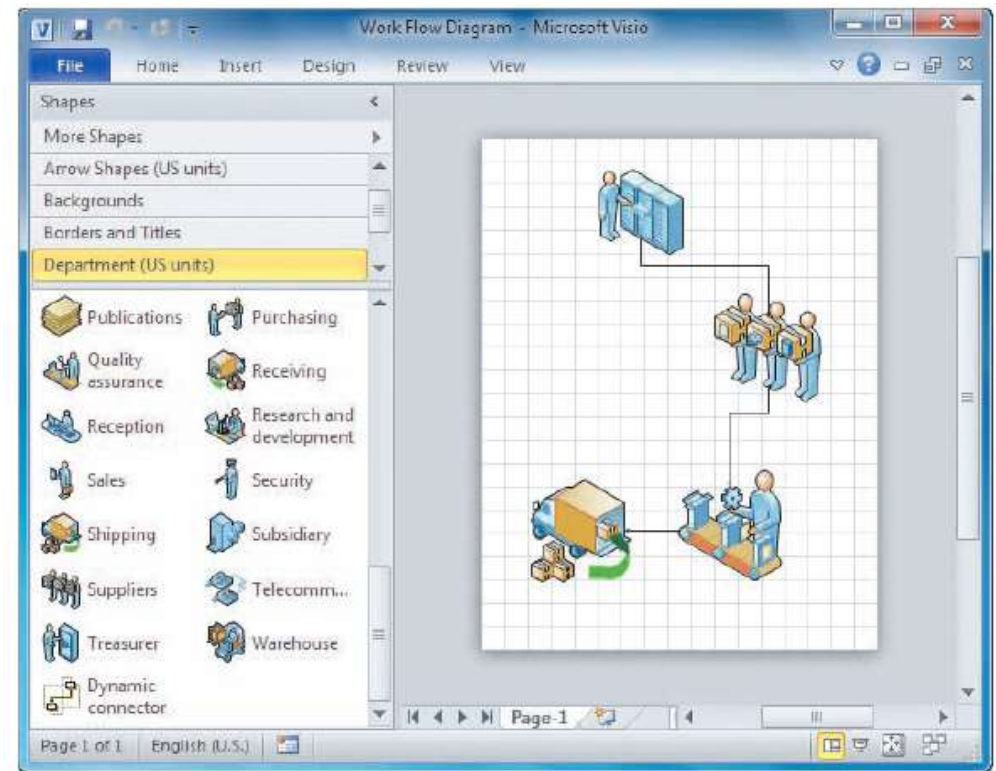 Work Flow Diagram - Microsoft Visio
File Home Insert Design Review View
Shapes
More Shapes
Arrow Shapes (US units)
Backgrounds
Borders and Titles
Department (US units)
Publications Purchasing
Quality assurance Receiving
Reception Research and development
Sales Security
Shipping Subsidiary
Suppliers Telecomm...
Treasurer Warehouse
Dynamic connector
Page-1
Page 1 of 1 English (U.S.)